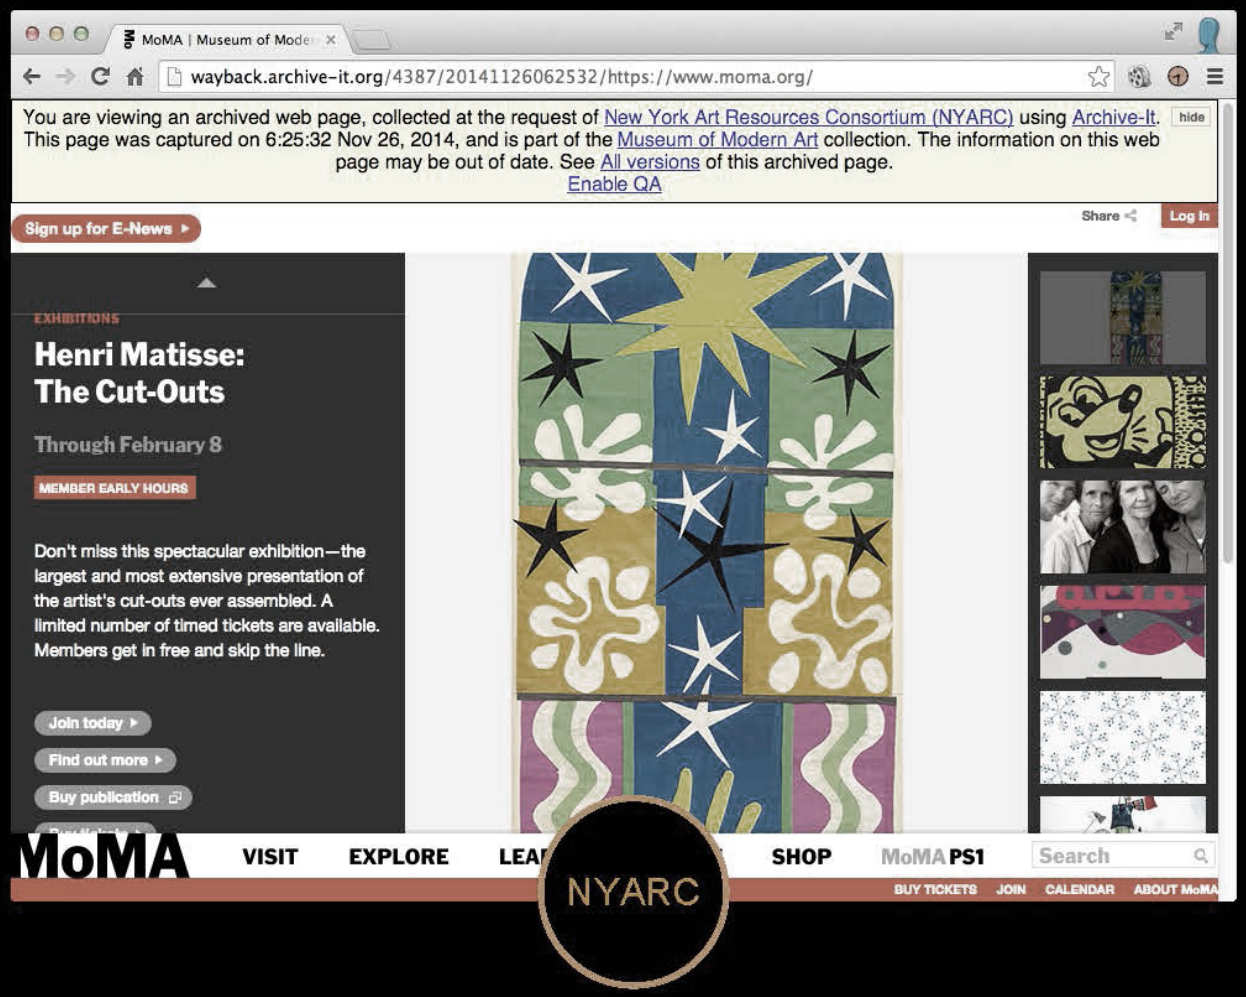 MoMA | Museum of Moder
wayback.archive-it.org/4387/20141126062532/https://www.moma.org/
You are viewing an archived web page, collected at the request of New York Art Resources Consortium (NYARC) using Archive-It.
hide
This page was captured on 6:25:32 Nov 26, 2014, and is part of the Museum of Modern Art collection. The information on this web
page may be out of date. See All versions of this archived page.
Enable QA
Sign up for E-News
Share
Log In
EXHIBITIONS
Henri Matisse:
The Cut-Outs
Through February 8
MEMBER EARLY HOURS
Don't miss this spectacular exhibition—the
largest and most extensive presentation of
the artist's cut-outs ever assembled. A
limited number of timed tickets are available.
Members get in free and skip the line.
Join today
Find out more
Buy publication
Buy tickets
MoMA
VISIT EXPLORE LEA SHOP MoMA PS1
Search
BUY TICKETS JOIN CALENDAR ABOUT MoMA
NYARC